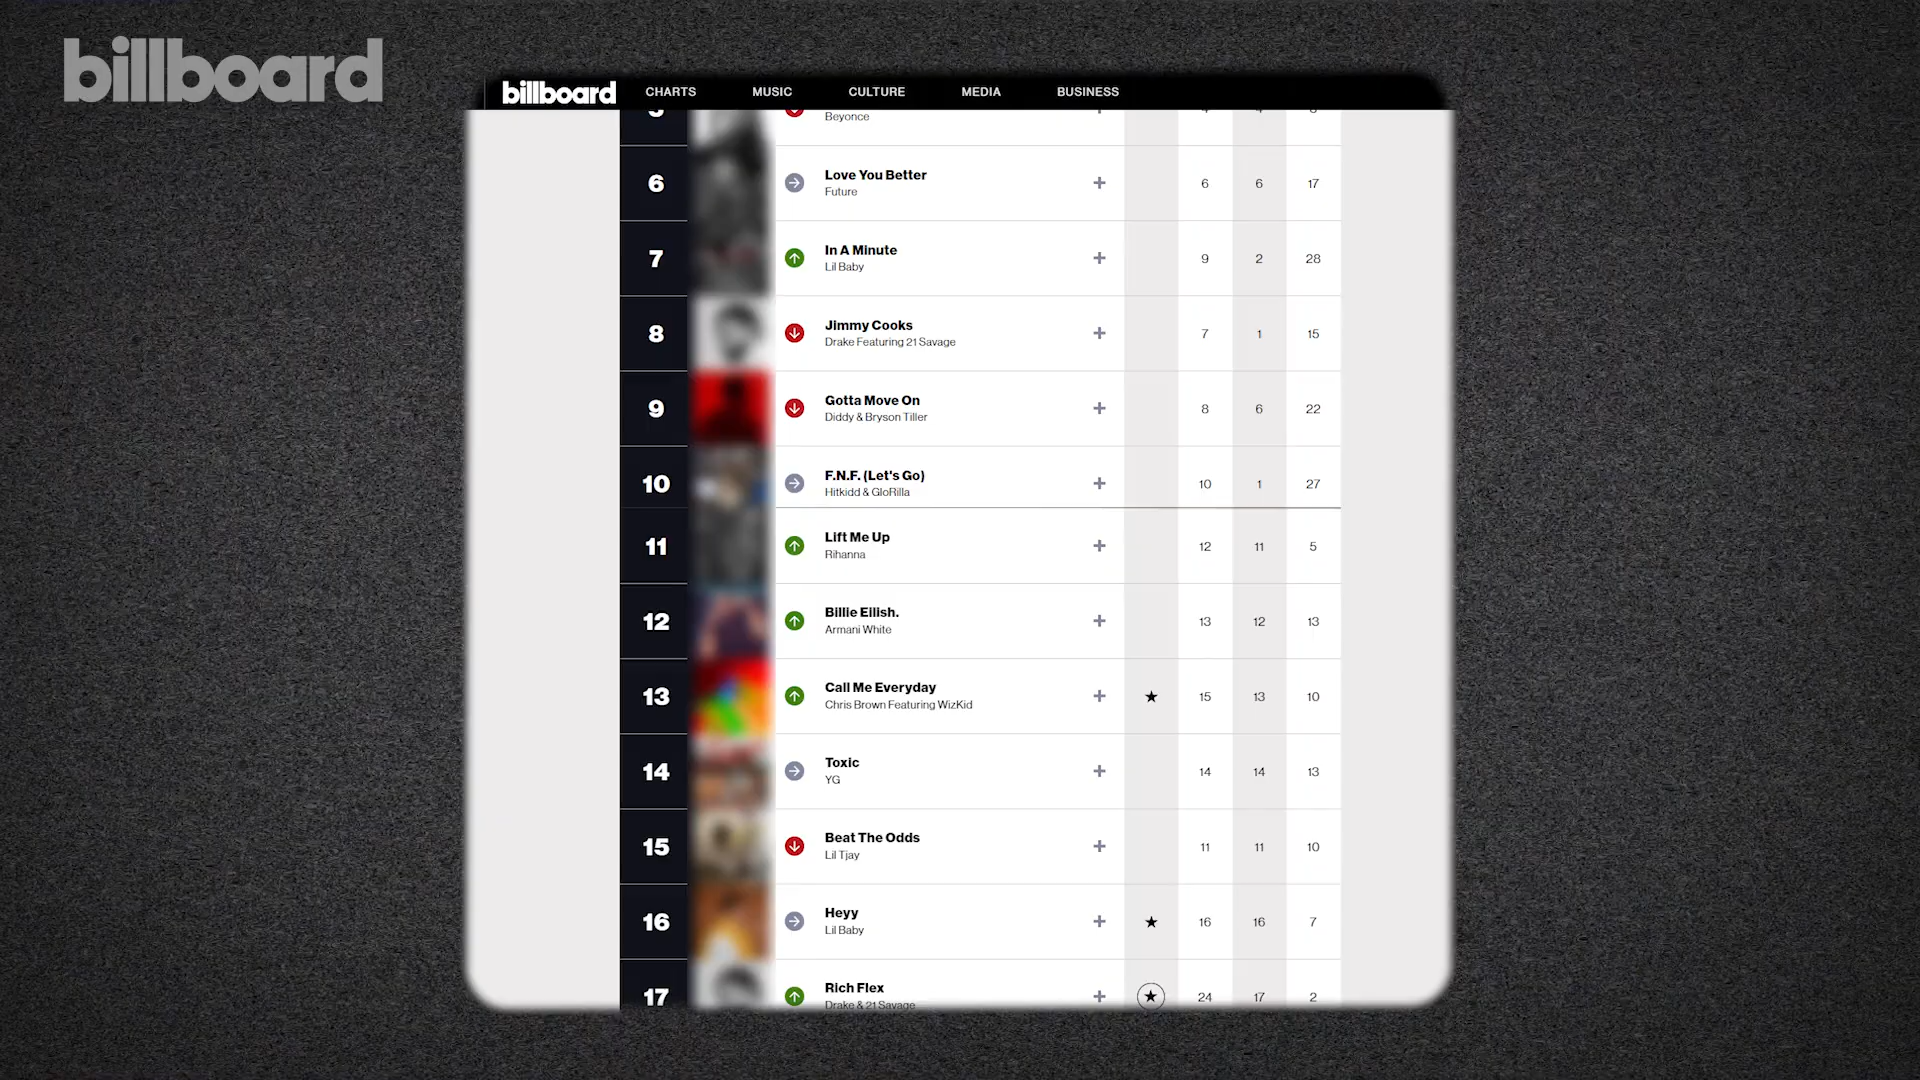 billboard
billboard CHARTS MUSIC CULTURE MEDIA BUSINESS
Beyonce
6 Love You Better + 6 6 17
Future
7 In A Minute + 9 2 28
Lil Baby
8 Jimmy Cooks + 7 1 15
Drake Featuring 21 Savage
9 Gotta Move On + 8 6 22
Diddy & Bryson Tiller
10 F.N.F. (Let's Go) + 10 1 27
Hitkidd & GloRilla
11 Lift Me Up + 12 11 5
Rihanna
12 Billie Eilish. + 13 12 13
Armani White
13 Call Me Everyday + ★ 15 13 10
Chris Brown Featuring WizKid
14 Toxic + 14 14 13
YG
15 Beat The Odds + 11 11 10
Lil Tjay
16 Heyy + ★ 16 16 7
Lil Baby
17 Rich Flex + ★ 24 17 2
Drake & 21 Savage